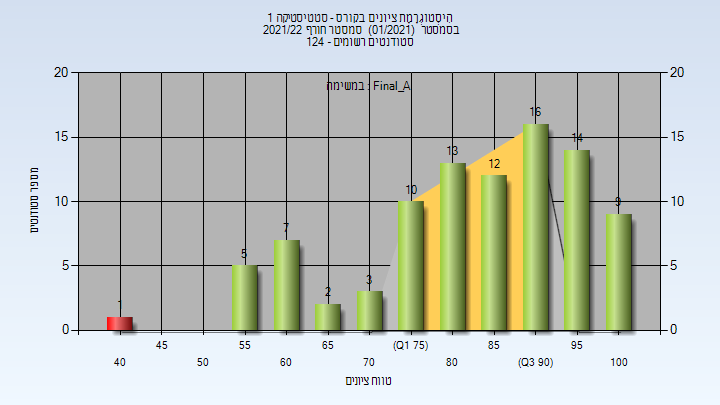 היסטוגרמת ציונים בקורס - סטטיסטיקה 1
בסמסטר (01/2021) סמסטר חורף 2021/22
סטודנטים רשומים - 124
במשימה : Final_A
20 20
15 15
10 10
5 5
0 0
מספר סטודנטים
1 5 7 2 3 10 13 12 16 14 9
45 55 65 (Q1 75) 85 95
40 50 60 70 80 (Q3 90) 100
טווח ציונים